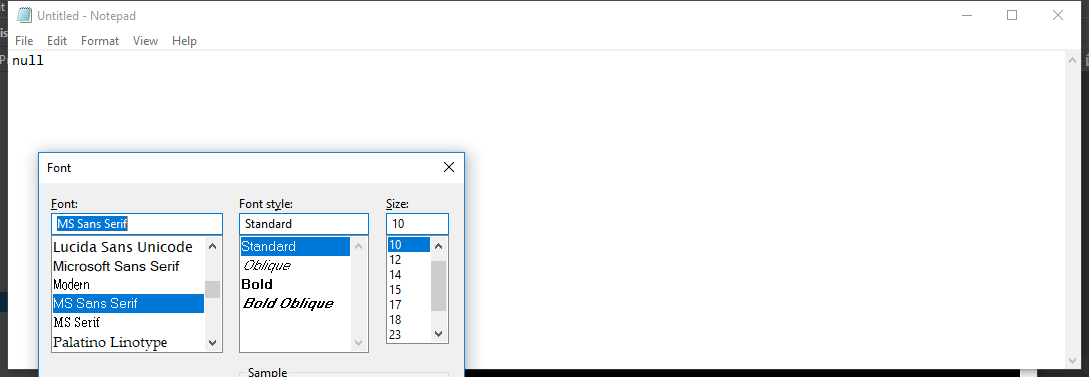 Untitled - Notepad
File Edit Format View Help
null
Font
Font: Font style: Size:
MS Sans Serif Standard 10
Lucida Sans Unicode
Microsoft Sans Serif
Modern
MS Sans Serif
MS Serif
Palatino Linotype
Standard
Oblique
Bold
Bold Oblique
10
12
14
15
17
18
23
Sample